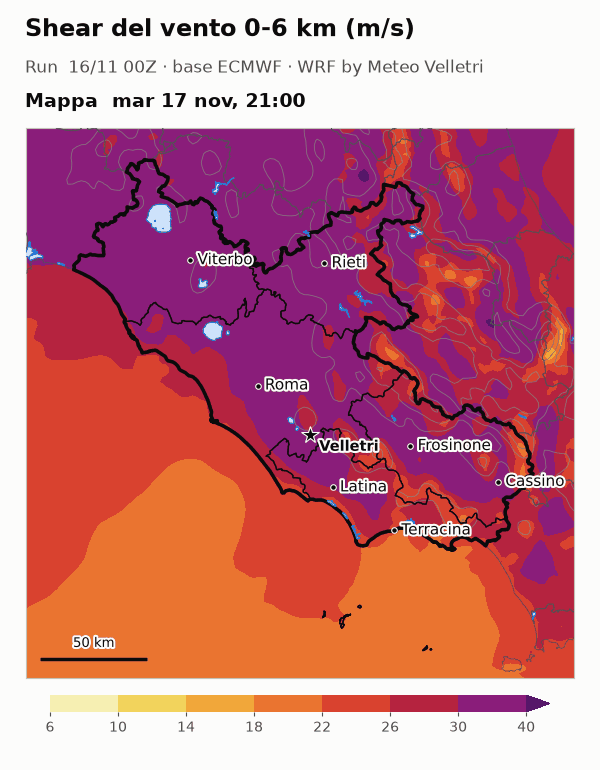 Shear del vento 0-6 km (m/s)
Run 16/11 00Z · base ECMWF · WRF by Meteo Velletri
Mappa mar 17 nov, 21:00
Viterbo
Rieti
Roma
Velletri
Frosinone
Cassino
Latina
Terracina
50 km
6 10 14 18 22 26 30 40